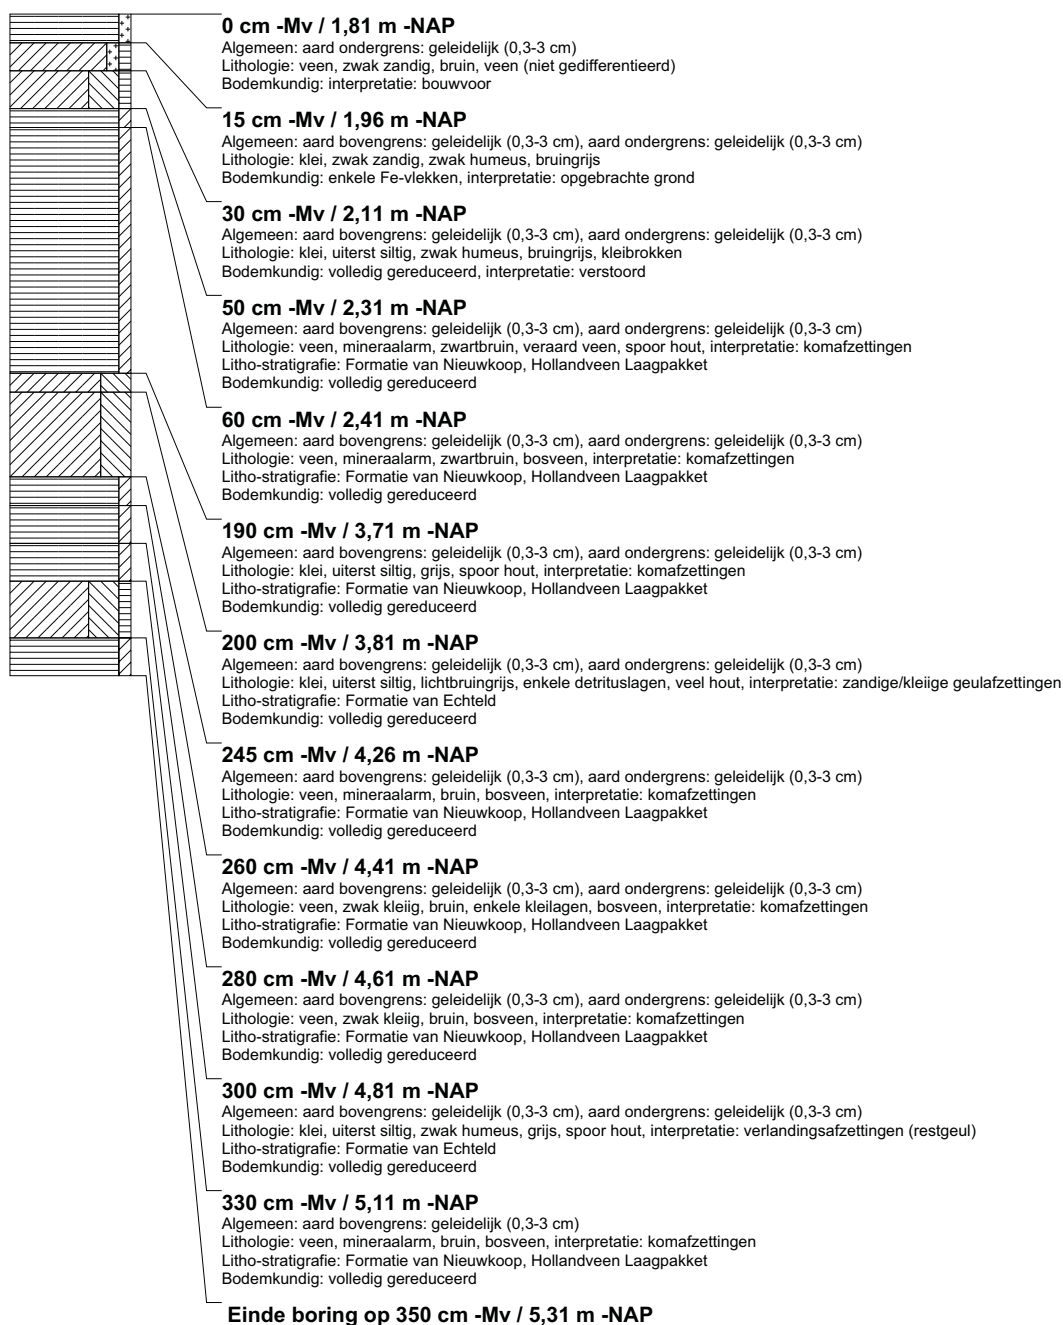 0 cm -Mv / 1,81 m -NAP
Algemeen: aard ondergrens: geleidelijk (0,3-3 cm)
Lithologie: veen, zwak zandig, bruin, veen (niet gedifferentieerd)
Bodemkundig: interpretatie: bouwvoor
15 cm -Mv / 1,96 m -NAP
Algemeen: aard bovengrens: geleidelijk (0,3-3 cm), aard ondergrens: geleidelijk (0,3-3 cm)
Lithologie: klei, zwak zandig, zwak humeus, bruingrijs
Bodemkundig: enkele Fe-vlekken, interpretatie: opgebrachte grond
30 cm -Mv / 2,11 m -NAP
Algemeen: aard bovengrens: geleidelijk (0,3-3 cm), aard ondergrens: geleidelijk (0,3-3 cm)
Lithologie: klei, uiterst siltig, zwak humeus, bruingrijs, kleibrokken
Bodemkundig: volledig gereduceerd, interpretatie: verstoord
50 cm -Mv / 2,31 m -NAP
Algemeen: aard bovengrens: geleidelijk (0,3-3 cm), aard ondergrens: geleidelijk (0,3-3 cm)
Lithologie: veen, mineraalarm, zwartbruin, veraard veen, spoor hout, interpretatie: komafzettingen
Litho-stratigrafie: Formatie van Nieuwkoop, Hollandveen Laagpakket
Bodemkundig: volledig gereduceerd
60 cm -Mv / 2,41 m -NAP
Algemeen: aard bovengrens: geleidelijk (0,3-3 cm), aard ondergrens: geleidelijk (0,3-3 cm)
Lithologie: veen, mineraalarm, zwartbruin, bosveen, interpretatie: komafzettingen
Litho-stratigrafie: Formatie van Nieuwkoop, Hollandveen Laagpakket
Bodemkundig: volledig gereduceerd
190 cm -Mv / 3,71 m -NAP
Algemeen: aard bovengrens: geleidelijk (0,3-3 cm), aard ondergrens: geleidelijk (0,3-3 cm)
Lithologie: klei, uiterst siltig, grijs, spoor hout, interpretatie: komafzettingen
Litho-stratigrafie: Formatie van Nieuwkoop, Hollandveen Laagpakket
Bodemkundig: volledig gereduceerd
200 cm -Mv / 3,81 m -NAP
Algemeen: aard bovengrens: geleidelijk (0,3-3 cm), aard ondergrens: geleidelijk (0,3-3 cm)
Lithologie: klei, uiterst siltig, lichtbruingrijs, enkele detrituslagen, veel hout, interpretatie: zandige/kleiige geulafzettingen
Litho-stratigrafie: Formatie van Echteld
Bodemkundig: volledig gereduceerd
245 cm -Mv / 4,26 m -NAP
Algemeen: aard bovengrens: geleidelijk (0,3-3 cm), aard ondergrens: geleidelijk (0,3-3 cm)
Lithologie: veen, mineraalarm, bruin, bosveen, interpretatie: komafzettingen
Litho-stratigrafie: Formatie van Nieuwkoop, Hollandveen Laagpakket
Bodemkundig: volledig gereduceerd
260 cm -Mv / 4,41 m -NAP
Algemeen: aard bovengrens: geleidelijk (0,3-3 cm), aard ondergrens: geleidelijk (0,3-3 cm)
Lithologie: veen, zwak kleiig, bruin, enkele kleilagen, bosveen, interpretatie: komafzettingen
Litho-stratigrafie: Formatie van Nieuwkoop, Hollandveen Laagpakket
Bodemkundig: volledig gereduceerd
280 cm -Mv / 4,61 m -NAP
Algemeen: aard bovengrens: geleidelijk (0,3-3 cm), aard ondergrens: geleidelijk (0,3-3 cm)
Lithologie: veen, zwak kleiig, bruin, bosveen, interpretatie: komafzettingen
Litho-stratigrafie: Formatie van Nieuwkoop, Hollandveen Laagpakket
Bodemkundig: volledig gereduceerd
300 cm -Mv / 4,81 m -NAP
Algemeen: aard bovengrens: geleidelijk (0,3-3 cm), aard ondergrens: geleidelijk (0,3-3 cm)
Lithologie: klei, uiterst siltig, zwak humeus, grijs, spoor hout, interpretatie: verlandingsafzettingen (restgeul)
Litho-stratigrafie: Formatie van Echteld
Bodemkundig: volledig gereduceerd
330 cm -Mv / 5,11 m -NAP
Algemeen: aard bovengrens: geleidelijk (0,3-3 cm)
Lithologie: veen, mineraalarm, bruin, bosveen, interpretatie: komafzettingen
Litho-stratigrafie: Formatie van Nieuwkoop, Hollandveen Laagpakket
Bodemkundig: volledig gereduceerd
Einde boring op 350 cm -Mv / 5,31 m -NAP